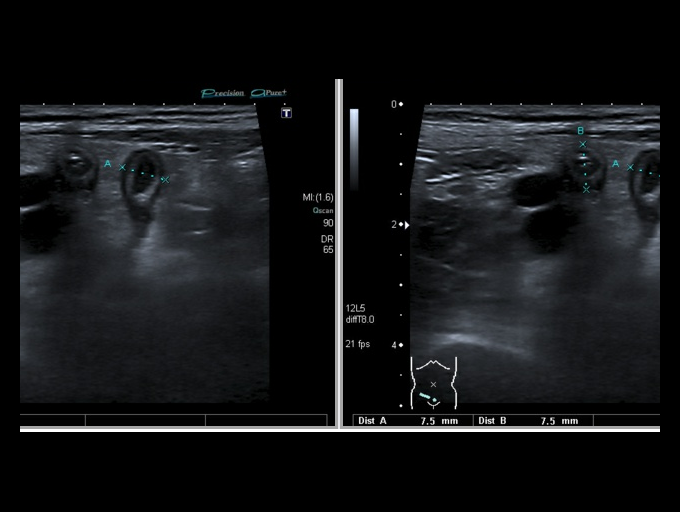 Precision APure+
T
A
MI:(1.6)
Qscan
90
DR
65
0
B
A
2
12L5
diffT8.0
21 fps
4
Dist A 7.5 mm Dist B 7.5 mm